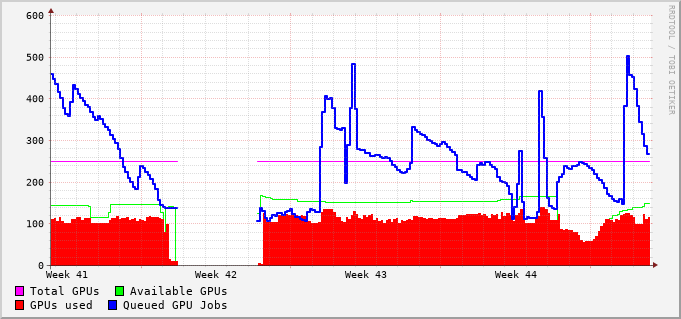 600
500
400
300
200
100
0
Week 41 Week 42 Week 43 Week 44
Total GPUs Available GPUs
GPUs used Queued GPU Jobs
RRDTOOL / TOBI OETIKER